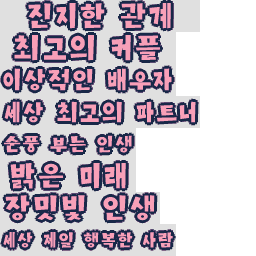 진지한 관계
최고의 커플
이상적인 배우자
세상 최고의 파트너
순풍 부는 인생
밝은 미래
장밋빛 인생
세상 제일 행복한 사람